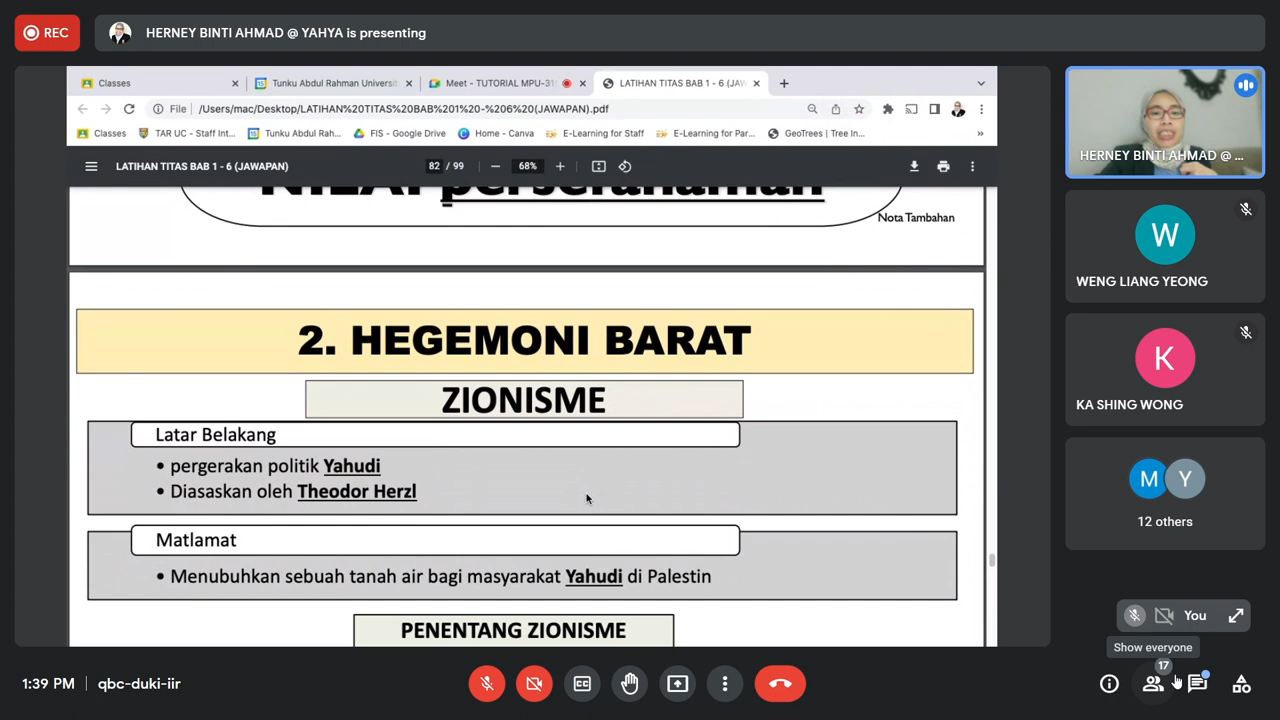 REC
HERNEY BINTI AHMAD @ YAHYA is presenting
Classes
Tunku Abdul Rahman Universit
Meet - TUTORIAL MPU-31
LATIHAN TITAS BAB 1 - 6 (JAW
File | /Users/mac/Desktop/LATIHAN%20TITAS%20BAB%201%20-%206%20(JAWAPAN).pdf
Classes
TAR UC - Staff Int...
Tunku Abdul Rah...
FIS - Google Drive
Home - Canva
E-Learning for Staff
E-Learning for Par...
GeoTrees | Tree In...
LATIHAN TITAS BAB 1 - 6 (JAWAPAN)
82 / 99
68%
Nota Tambahan
2. HEGEMONI BARAT
ZIONISME
Latar Belakang
• pergerakan politik Yahudi
• Diasaskan oleh Theodor Herzl
Matlamat
• Menubuhkan sebuah tanah air bagi masyarakat Yahudi di Palestin
PENENTANG ZIONISME
HERNEY BINTI AHMAD @ ...
W
WENG LIANG YEONG
K
KA SHING WONG
M
Y
12 others
You
Show everyone
17
1:39 PM | qbc-duki-iir